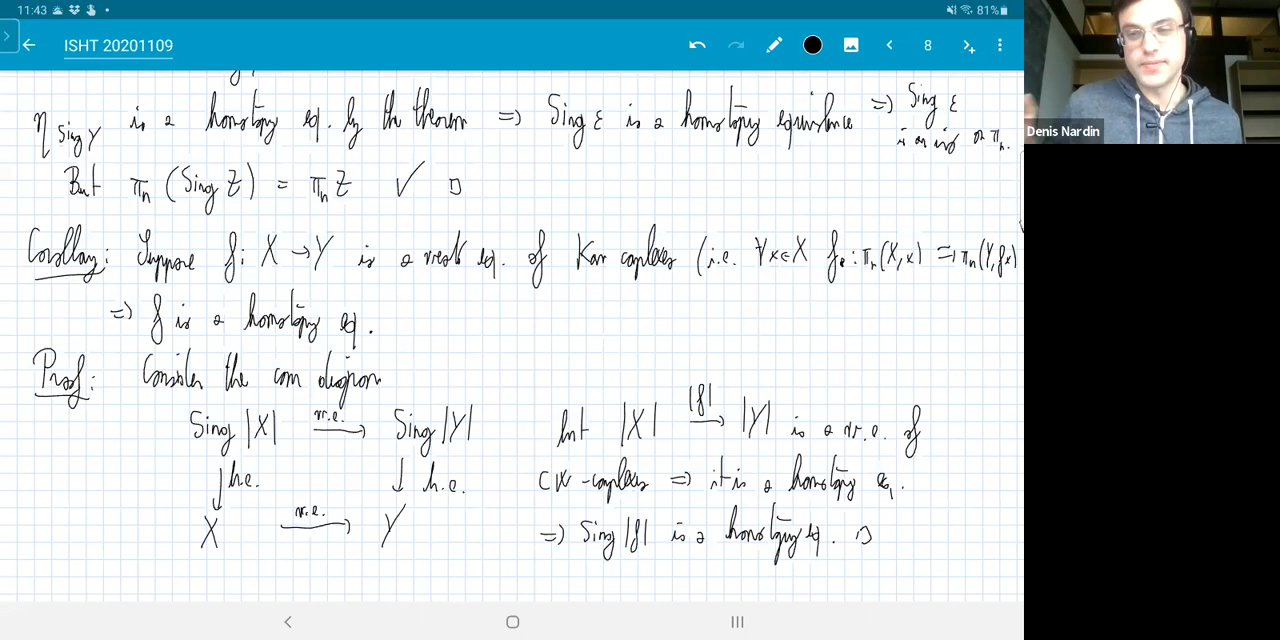 11:43 81%
ISHT 20201109 8
η_{Sing Y} is a homotopy eq. by the theorem ⇒ Sing ε is a homotopy equivalence ⇒ Sing ε is an iso on π_n.
But π_n (Sing Z) = π_n Z ✓ □
Corollary: Suppose f: X → Y is a weak eq. of Kan complexes (i.e. ∀x∈X f_*: π_n(X,x) ⇒ π_n(Y,fx)
⇒ f is a homotopy eq.
Proof: Consider the com diagram
Sing |X| w.e. → Sing |Y|
↓ h.e. ↓ h.e.
X w.e. → Y
but |X| |f| → |Y| is a w.e. of
CW-complexes ⇒ it is a homotopy eq.
⇒ Sing |f| is a homotopy eq. □
Denis Nardin